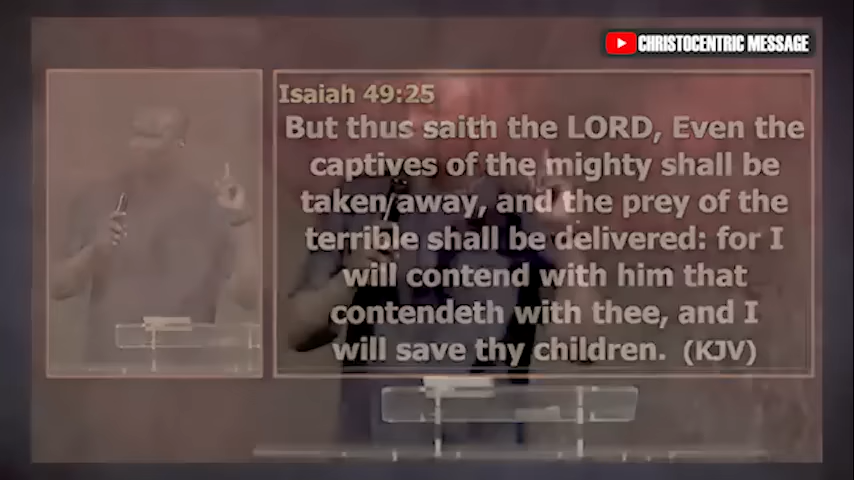 CHRISTOCENTRIC MESSAGE
Isaiah 49:25
But thus saith the LORD, Even the
captives of the mighty shall be
taken away, and the prey of the
terrible shall be delivered: for I
will contend with him that
contendeth with thee, and I
will save thy children. (KJV)